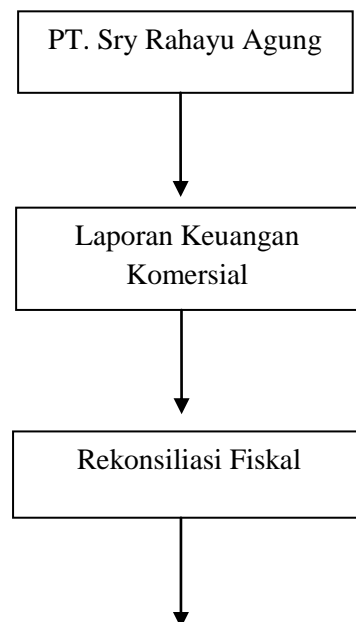 PT. Sry Rahayu Agung
Laporan Keuangan
Komersial
Rekonsiliasi Fiskal